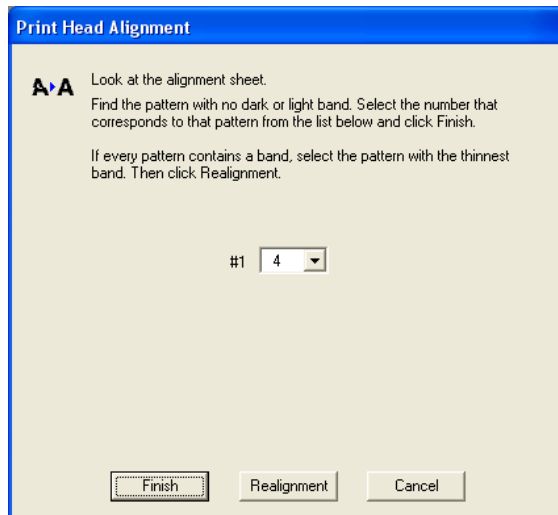 Print Head Alignment
A▸A
Look at the alignment sheet.
Find the pattern with no dark or light band. Select the number that
corresponds to that pattern from the list below and click Finish.
If every pattern contains a band, select the pattern with the thinnest
band. Then click Realignment.
#1 4
Finish Realignment Cancel